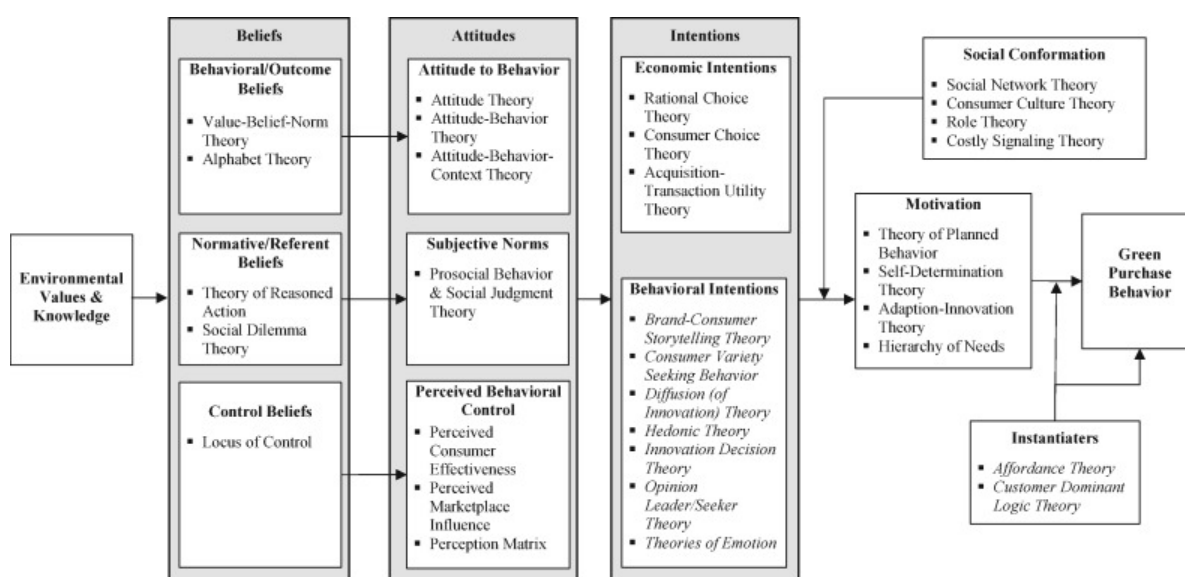 Environmental
Values &
Knowledge
Beliefs
Behavioral/Outcome
Beliefs
▪ Value-Belief-Norm
Theory
▪ Alphabet Theory
Normative/Referent
Beliefs
▪ Theory of Reasoned
Action
▪ Social Dilemma
Theory
Control Beliefs
▪ Locus of Control
Attitudes
Attitude to Behavior
▪ Attitude Theory
▪ Attitude-Behavior
Theory
▪ Attitude-Behavior-
Context Theory
Subjective Norms
▪ Prosocial Behavior
& Social Judgment
Theory
Perceived Behavioral
Control
▪ Perceived
Consumer
Effectiveness
▪ Perceived
Marketplace
Influence
▪ Perception Matrix
Intentions
Economic Intentions
▪ Rational Choice
Theory
▪ Consumer Choice
Theory
▪ Acquisition-
Transaction Utility
Theory
Behavioral Intentions
▪ Brand-Consumer
Storytelling Theory
▪ Consumer Variety
Seeking Behavior
▪ Diffusion (of
Innovation) Theory
▪ Hedonic Theory
▪ Innovation Decision
Theory
▪ Opinion
Leader/Seeker
Theory
▪ Theories of Emotion
Social Conformation
▪ Social Network Theory
▪ Consumer Culture Theory
▪ Role Theory
▪ Costly Signaling Theory
Motivation
▪ Theory of Planned
Behavior
▪ Self-Determination
Theory
▪ Adaption-Innovation
Theory
▪ Hierarchy of Needs
Green
Purchase
Behavior
Instantiaters
▪ Affordance Theory
▪ Customer Dominant
Logic Theory